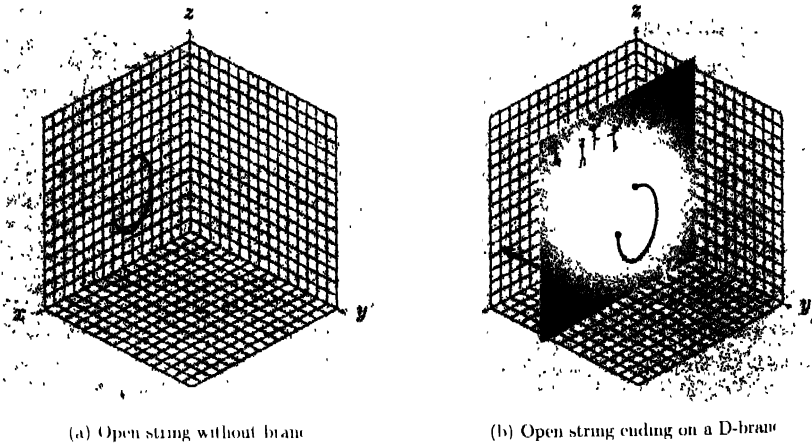 z
z
x
y
y
(a) Open string without brane
(b) Open string ending on a D-brane